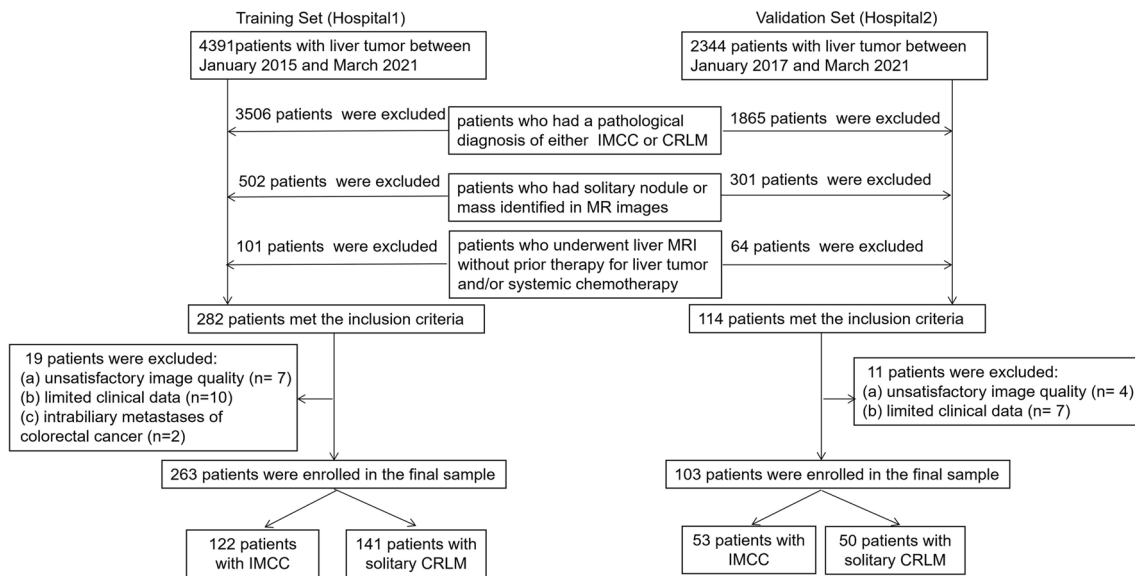 Training Set (Hospital1)
4391patients with liver tumor between
January 2015 and March 2021
Validation Set (Hospital2)
2344 patients with liver tumor between
January 2017 and March 2021
3506 patients were excluded
patients who had a pathological
diagnosis of either IMCC or CRLM
1865 patients were excluded
502 patients were excluded
patients who had solitary nodule or
mass identified in MR images
301 patients were excluded
101 patients were excluded
patients who underwent liver MRI
without prior therapy for liver tumor
and/or systemic chemotherapy
64 patients were excluded
282 patients met the inclusion criteria
114 patients met the inclusion criteria
19 patients were excluded:
(a) unsatisfactory image quality (n= 7)
(b) limited clinical data (n=10)
(c) intrabiliary metastases of
colorectal cancer (n=2)
11 patients were excluded:
(a) unsatisfactory image quality (n= 4)
(b) limited clinical data (n= 7)
263 patients were enrolled in the final sample
103 patients were enrolled in the final sample
122 patients
with IMCC
141 patients with
solitary CRLM
53 patients with
IMCC
50 patients with
solitary CRLM